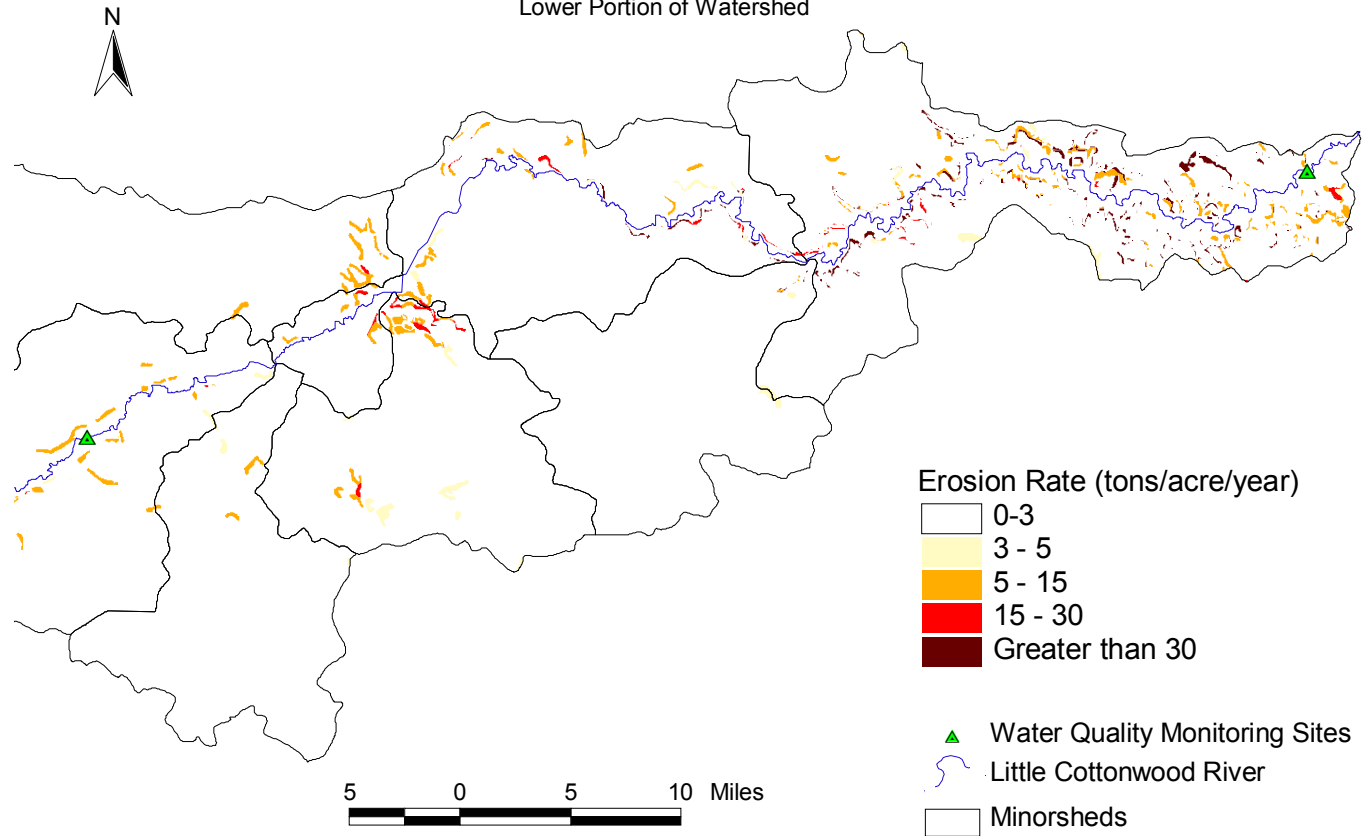 Lower Portion of Watershed
N
Erosion Rate (tons/acre/year)
0-3
3 - 5
5 - 15
15 - 30
Greater than 30
Water Quality Monitoring Sites
Little Cottonwood River
Minorsheds
5 0 5 10 Miles